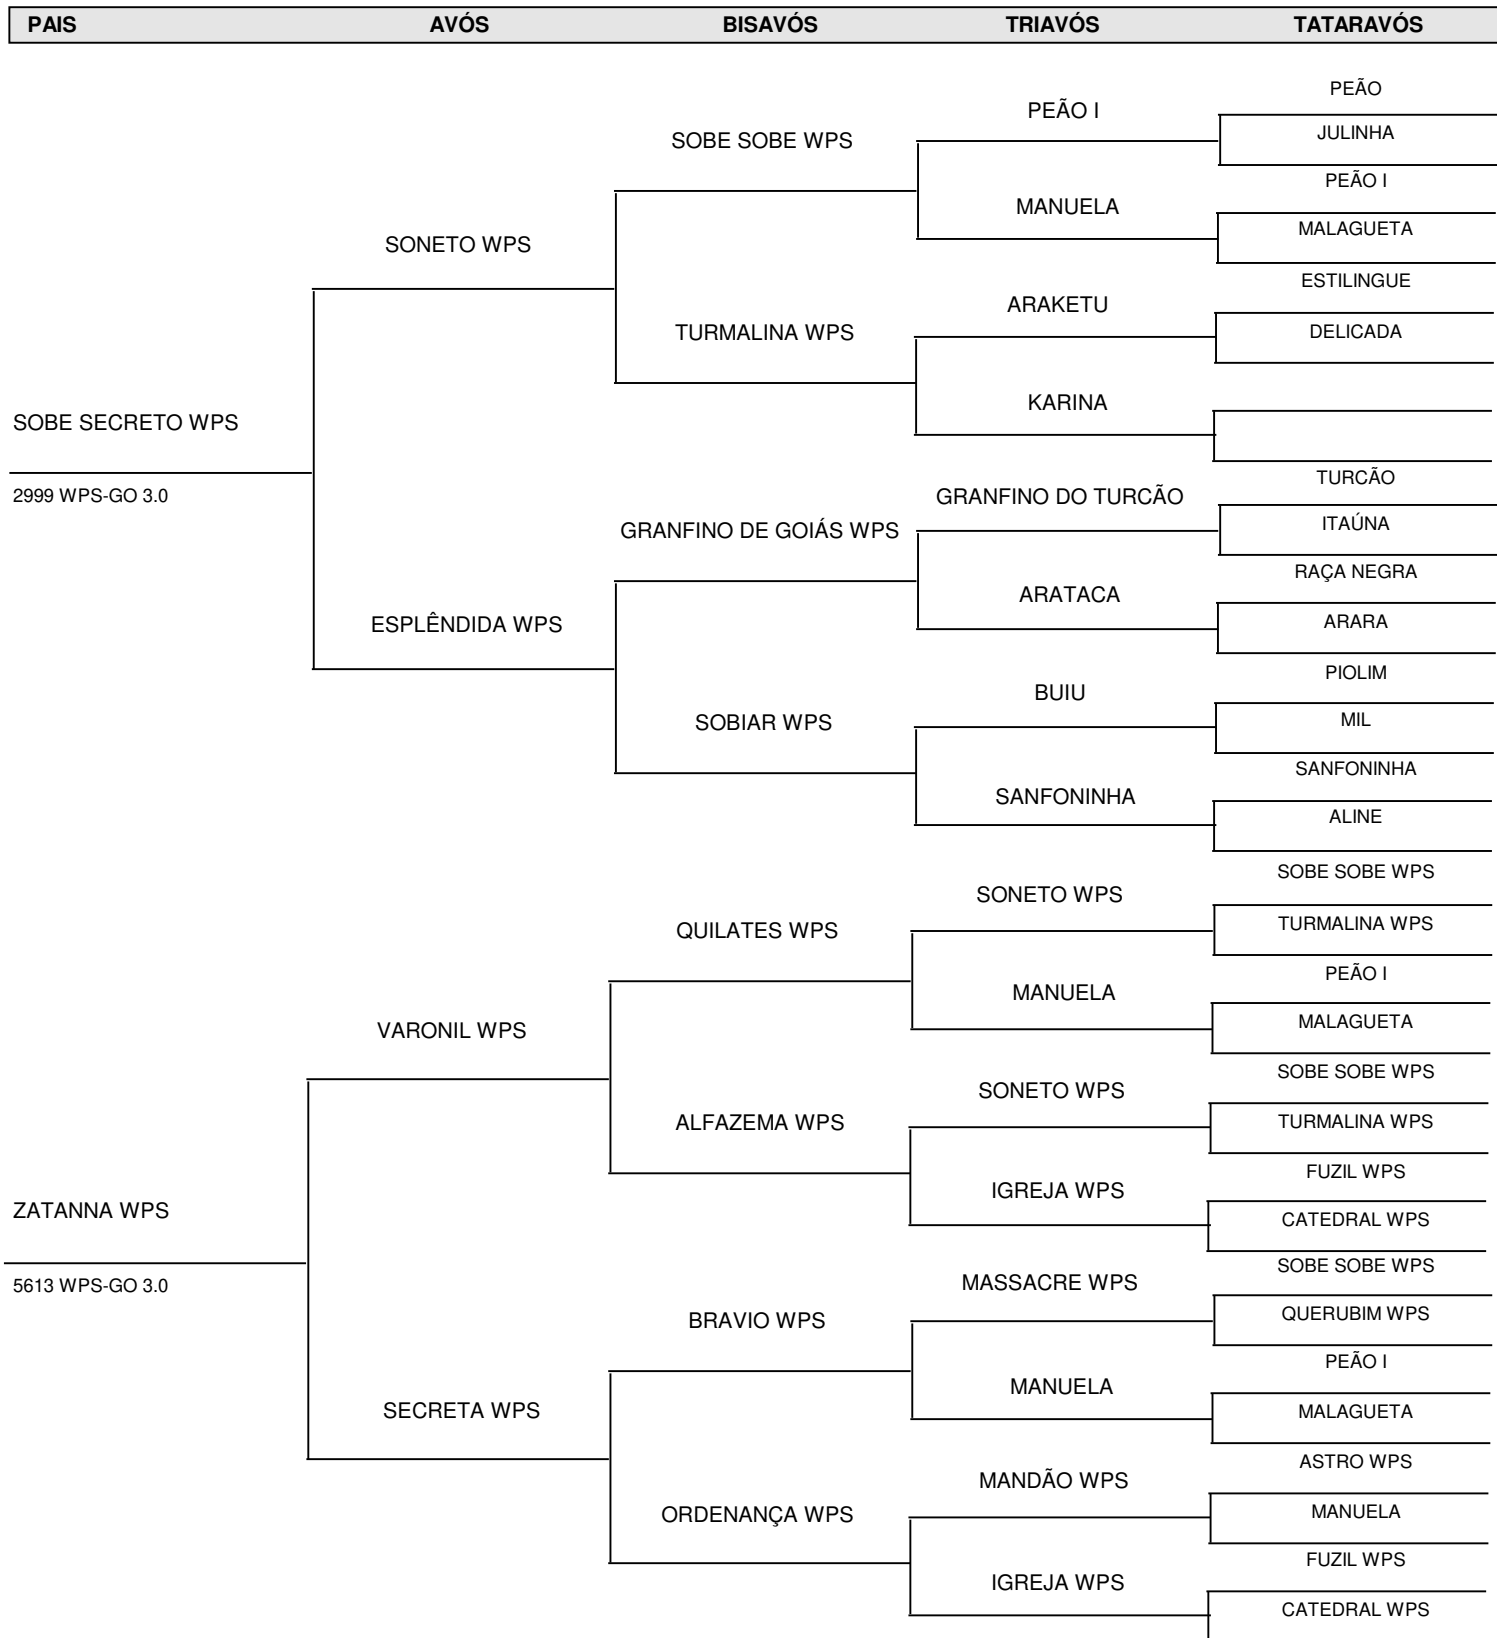 PAIS AVÓS BISAVÓS TRIAVÓS TATARAVÓS
PEÃO
PEÃO I
JULINHA
SOBE SOBE WPS
PEÃO I
MANUELA
MALAGUETA
SONETO WPS
ESTILINGUE
ARAKETU
TURMALINA WPS
DELICADA
KARINA
SOBE SECRETO WPS
2999 WPS-GO 3.0
TURCÃO
GRANFINO DO TURCÃO
ITAÚNA
GRANFINO DE GOIÁS WPS
RAÇA NEGRA
ARATACA
ARARA
ESPLÊNDIDA WPS
PIOLIM
BUIU
MIL
SOBIAR WPS
SANFONINHA
SANFONINHA
ALINE
SOBE SOBE WPS
SONETO WPS
TURMALINA WPS
QUILATES WPS
PEÃO I
MANUELA
MALAGUETA
VARONIL WPS
SOBE SOBE WPS
SONETO WPS
TURMALINA WPS
ALFAZEMA WPS
FUZIL WPS
IGREJA WPS
CATEDRAL WPS
ZATANNA WPS
5613 WPS-GO 3.0
SOBE SOBE WPS
MASSACRE WPS
QUERUBIM WPS
BRAVIO WPS
PEÃO I
MANUELA
MALAGUETA
SECRETA WPS
ASTRO WPS
MANDÃO WPS
MANUELA
ORDENANÇA WPS
FUZIL WPS
IGREJA WPS
CATEDRAL WPS